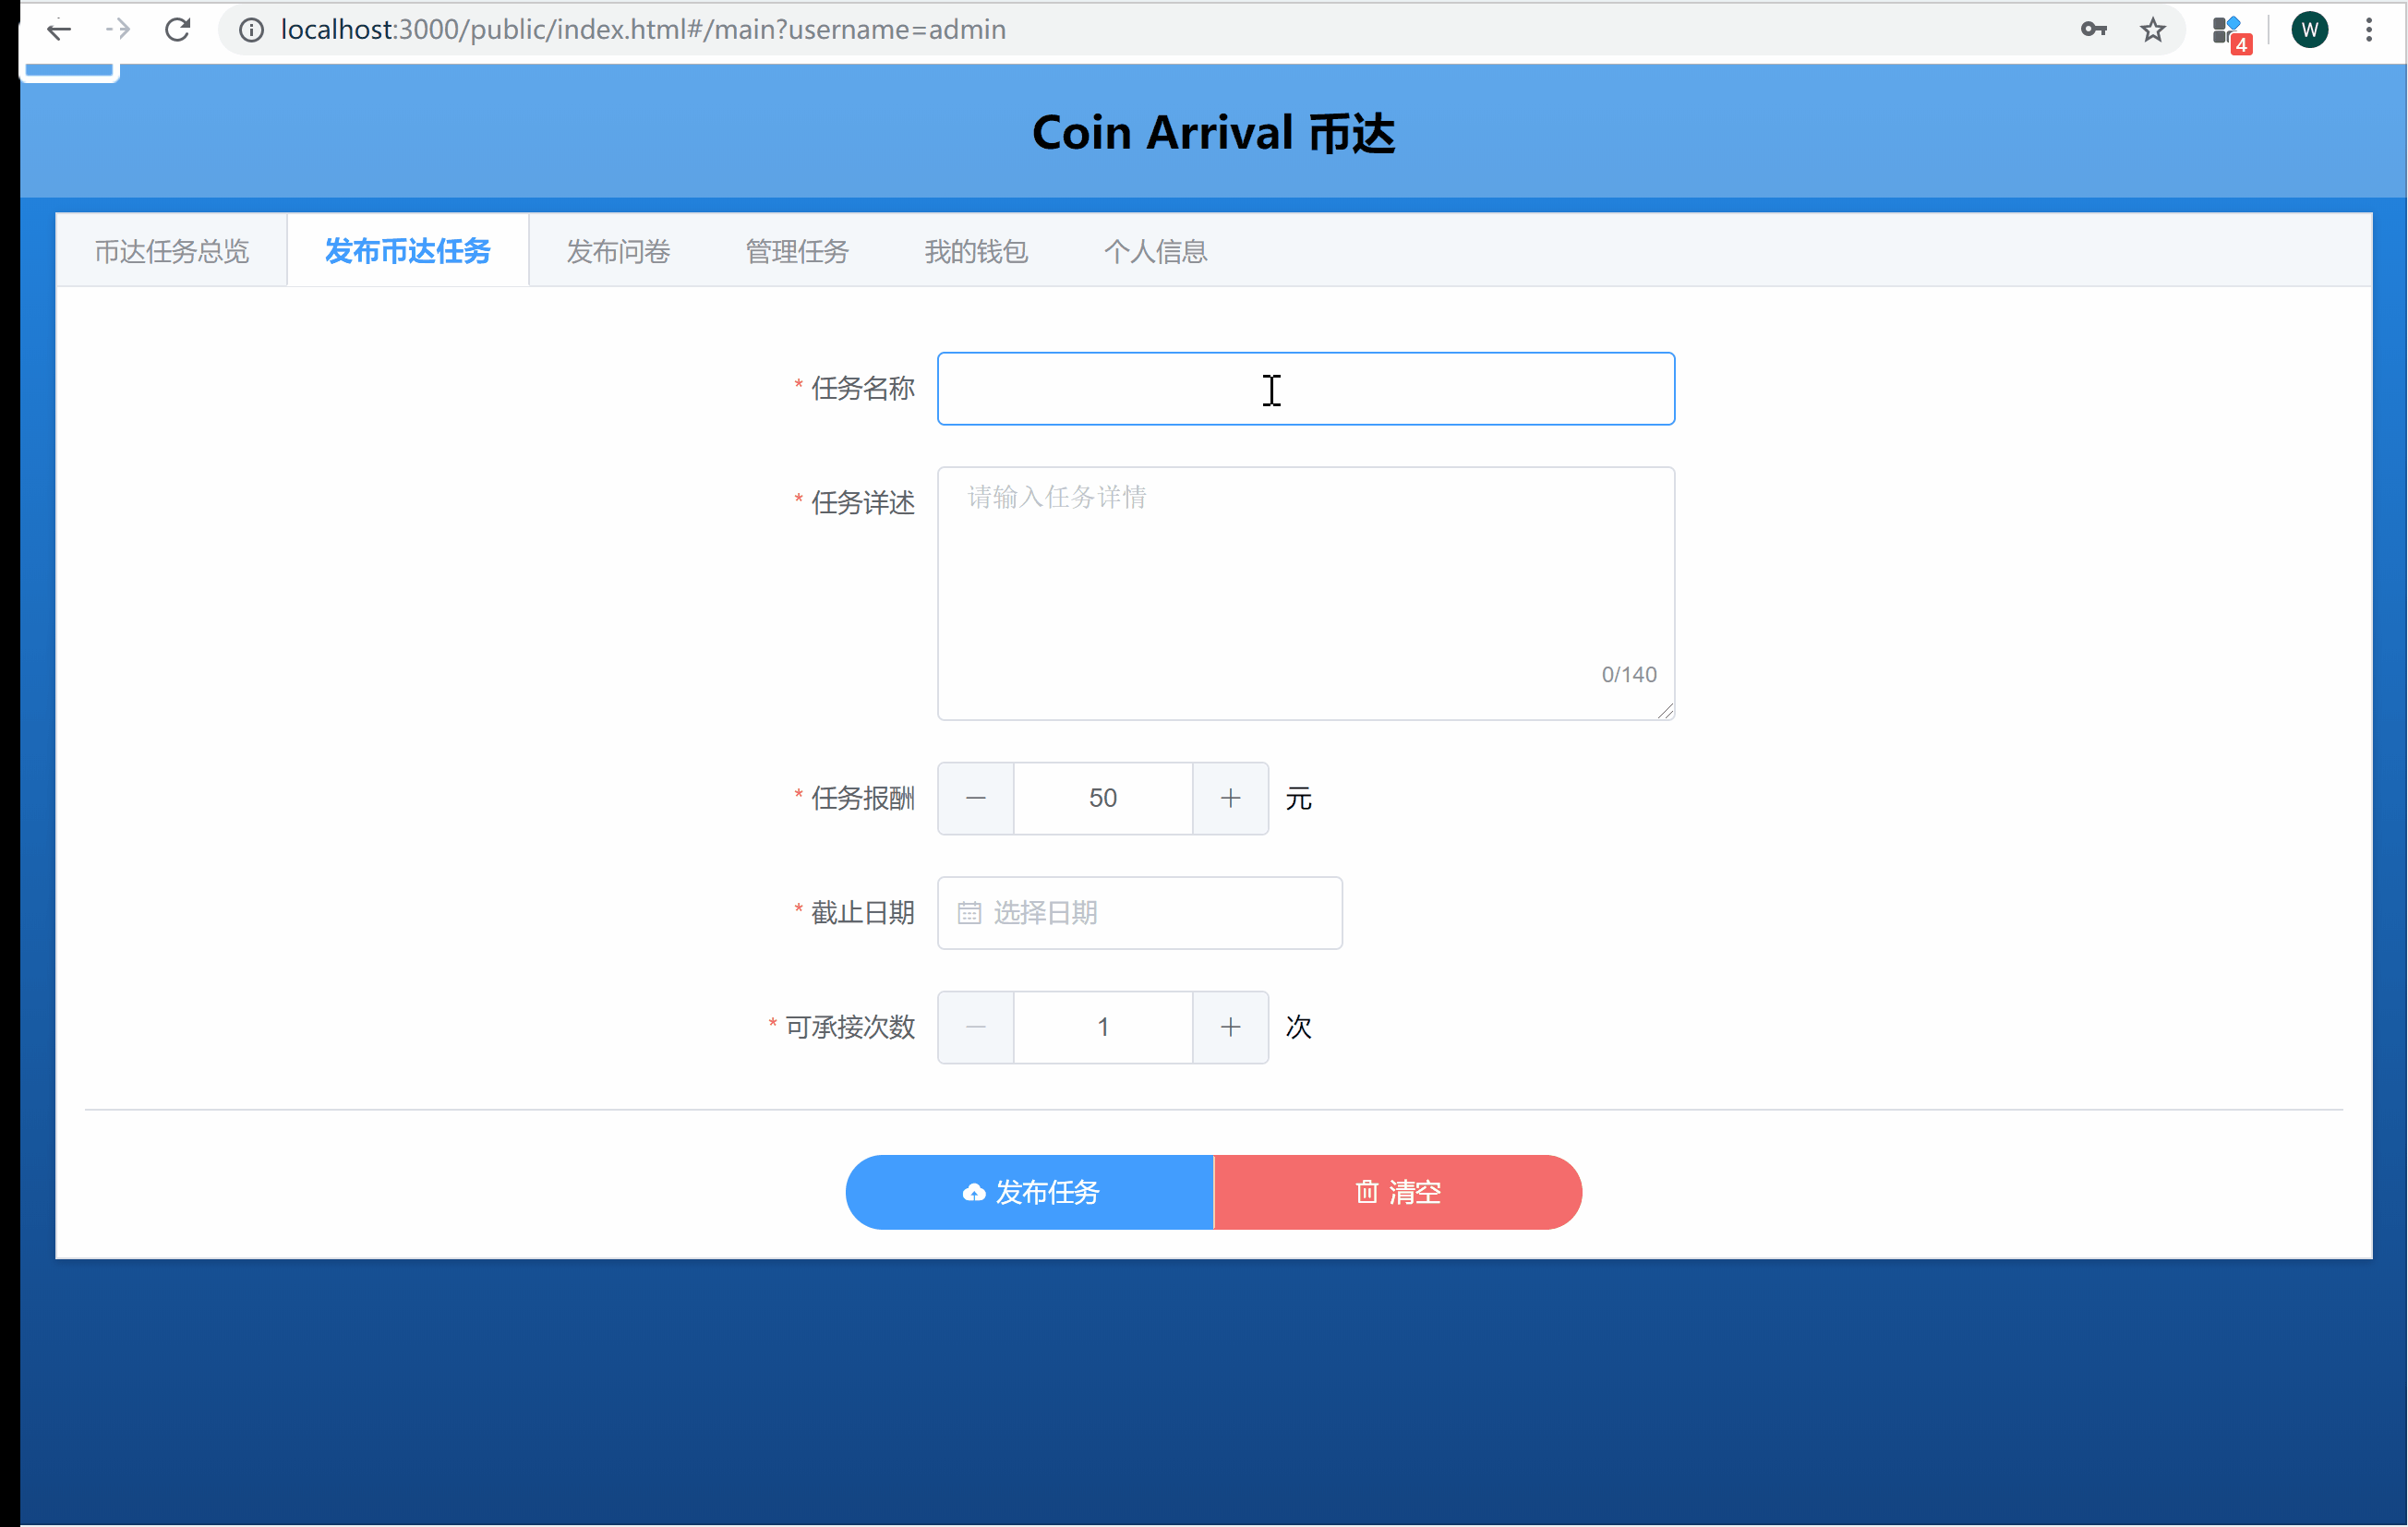 localhost:3000/public/index.html#/main?username=admin
4
W
Coin Arrival 币达
币达任务总览 发布币达任务 发布问卷 管理任务 我的钱包 个人信息
* 任务名称
* 任务详述 请输入任务详情
0/140
* 任务报酬 50 元
* 截止日期 选择日期
* 可承接次数 1 次
发布任务 清空